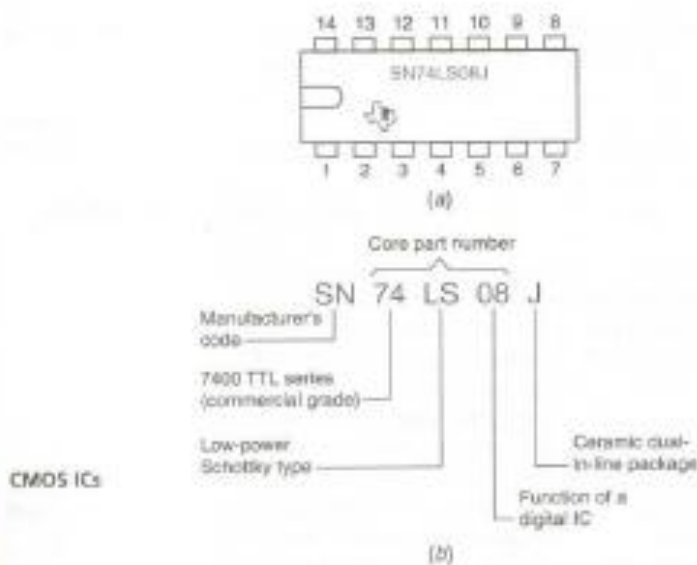 14 13 12 11 10 9 8
SN74LS08J
1 2 3 4 5 6 7
(a)
Core part number
SN 74 LS 08 J
Manufacturer's
code
7400 TTL series
(commercial grade)
Low-power
Schottky type
Ceramic dual-
in-line package
CMOS ICs
Function of a
digital IC
(b)